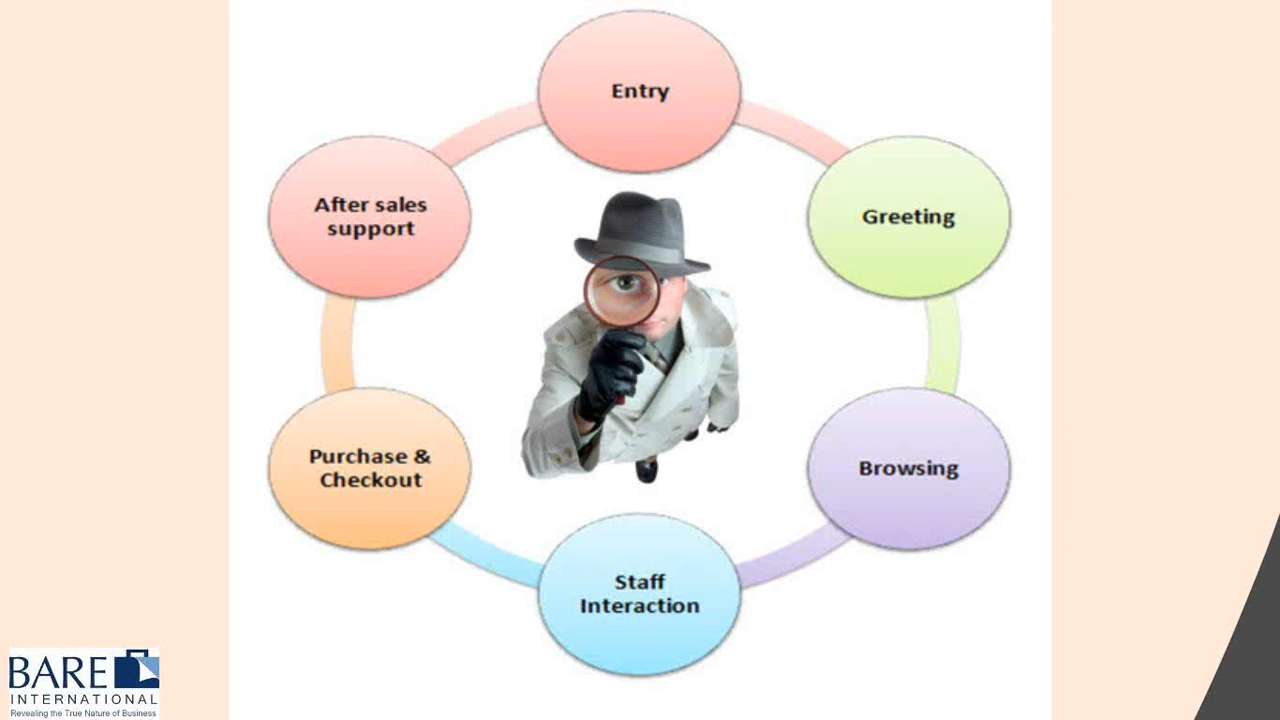 Entry
Greeting
Browsing
Staff
Interaction
Purchase &
Checkout
After sales
support
BARE
INTERNATIONAL
Revealing the True Nature of Business